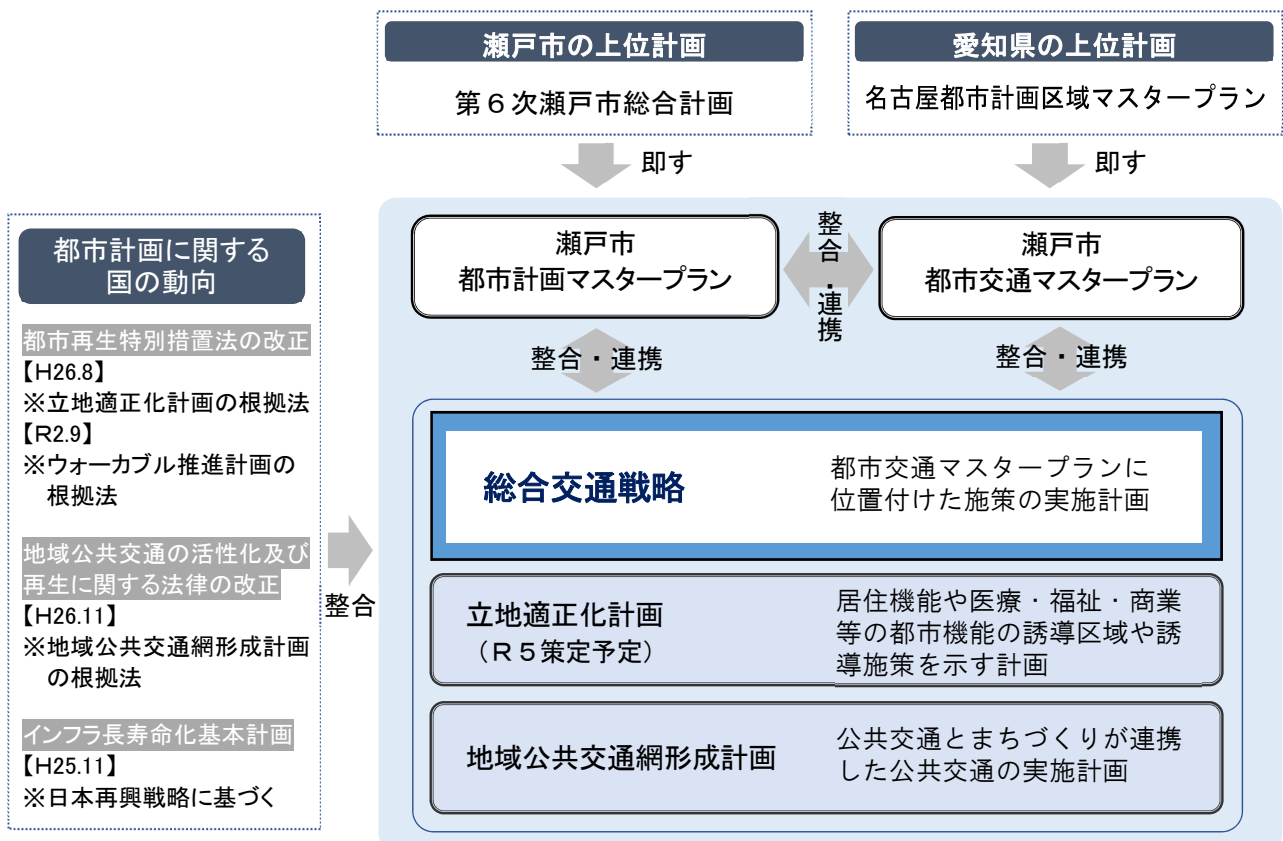 瀬戸市の上位計画
第6次瀬戸市総合計画
愛知県の上位計画
名古屋都市計画区域マスタープラン
即す
即す
都市計画に関する
国の動向
都市再生特別措置法の改正
【H26.8】
※立地適正化計画の根拠法
【R2.9】
※ウォーカブル推進計画の
根拠法
地域公共交通の活性化及び
再生に関する法律の改正
【H26.11】
※地域公共交通網形成計画
の根拠法
インフラ長寿命化基本計画
【H25.11】
※日本再興戦略に基づく
整合
瀬戸市
都市計画マスタープラン
整合・連携
瀬戸市
都市交通マスタープラン
整合・連携
整合・連携
総合交通戦略
都市交通マスタープランに
位置付けた施策の実施計画
立地適正化計画
（R5策定予定）
居住機能や医療・福祉・商業
等の都市機能の誘導区域や誘
導施策を示す計画
地域公共交通網形成計画
公共交通とまちづくりが連携
した公共交通の実施計画